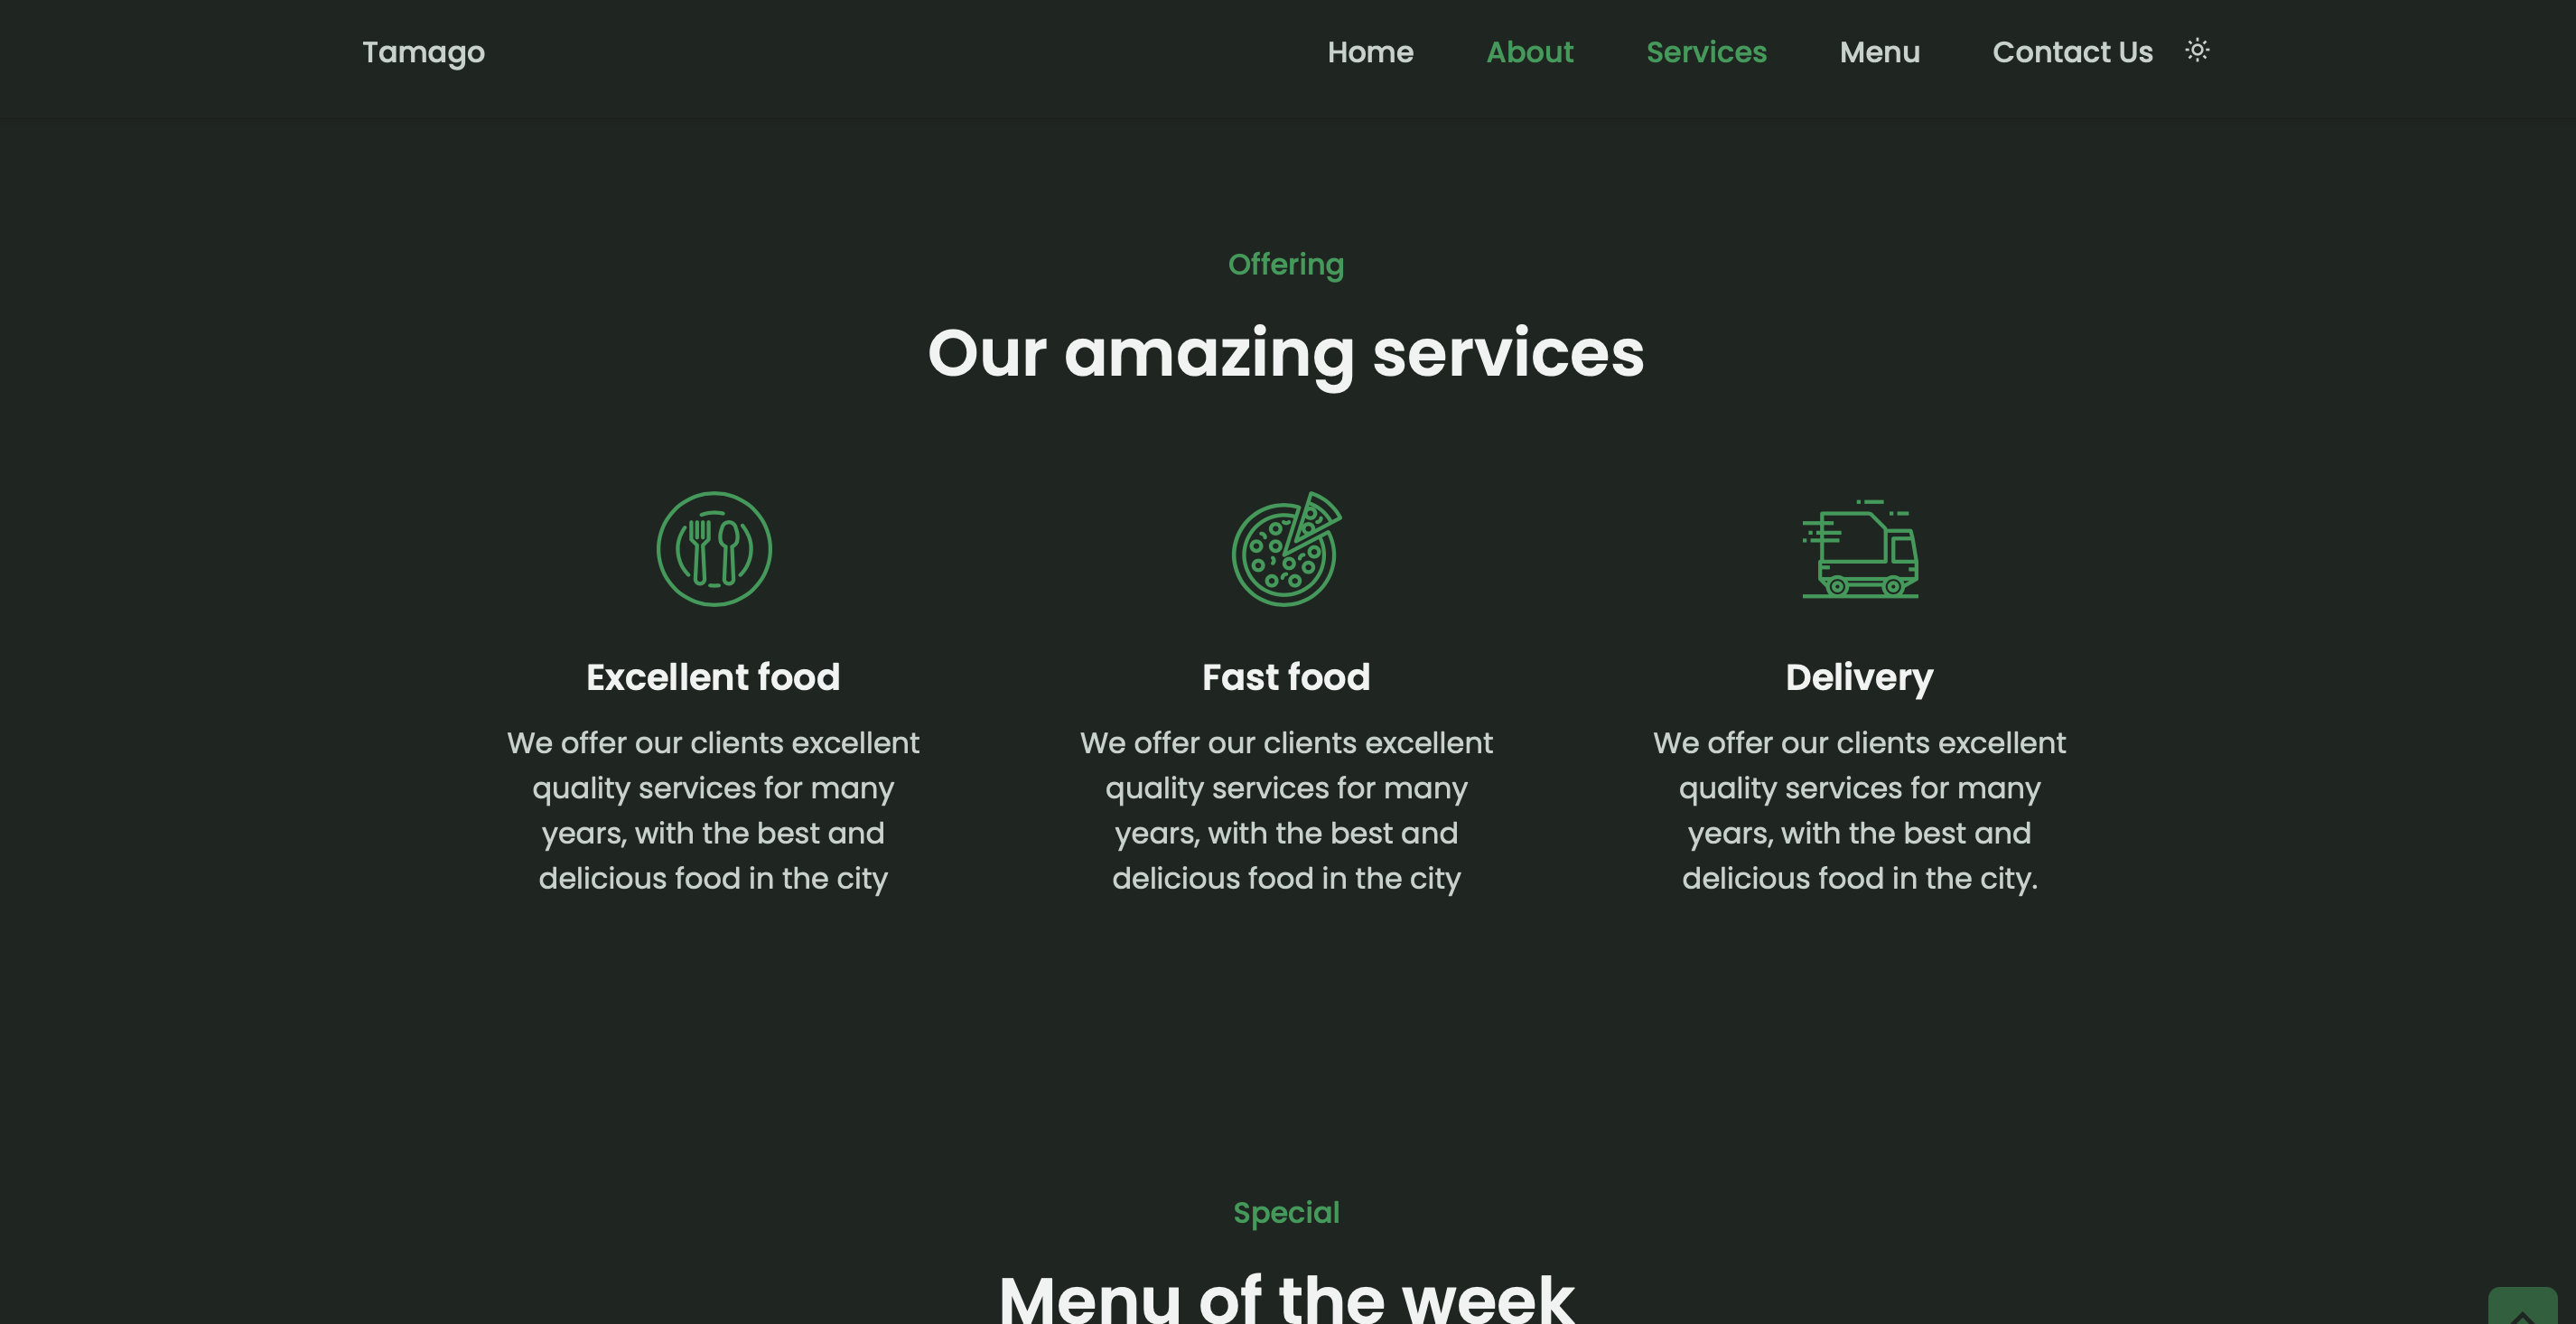 Tamago
Home About Services Menu Contact Us
Offering
Our amazing services
Excellent food
We offer our clients excellent
quality services for many
years, with the best and
delicious food in the city
Fast food
We offer our clients excellent
quality services for many
years, with the best and
delicious food in the city
Delivery
We offer our clients excellent
quality services for many
years, with the best and
delicious food in the city.
Special
Menu of the week